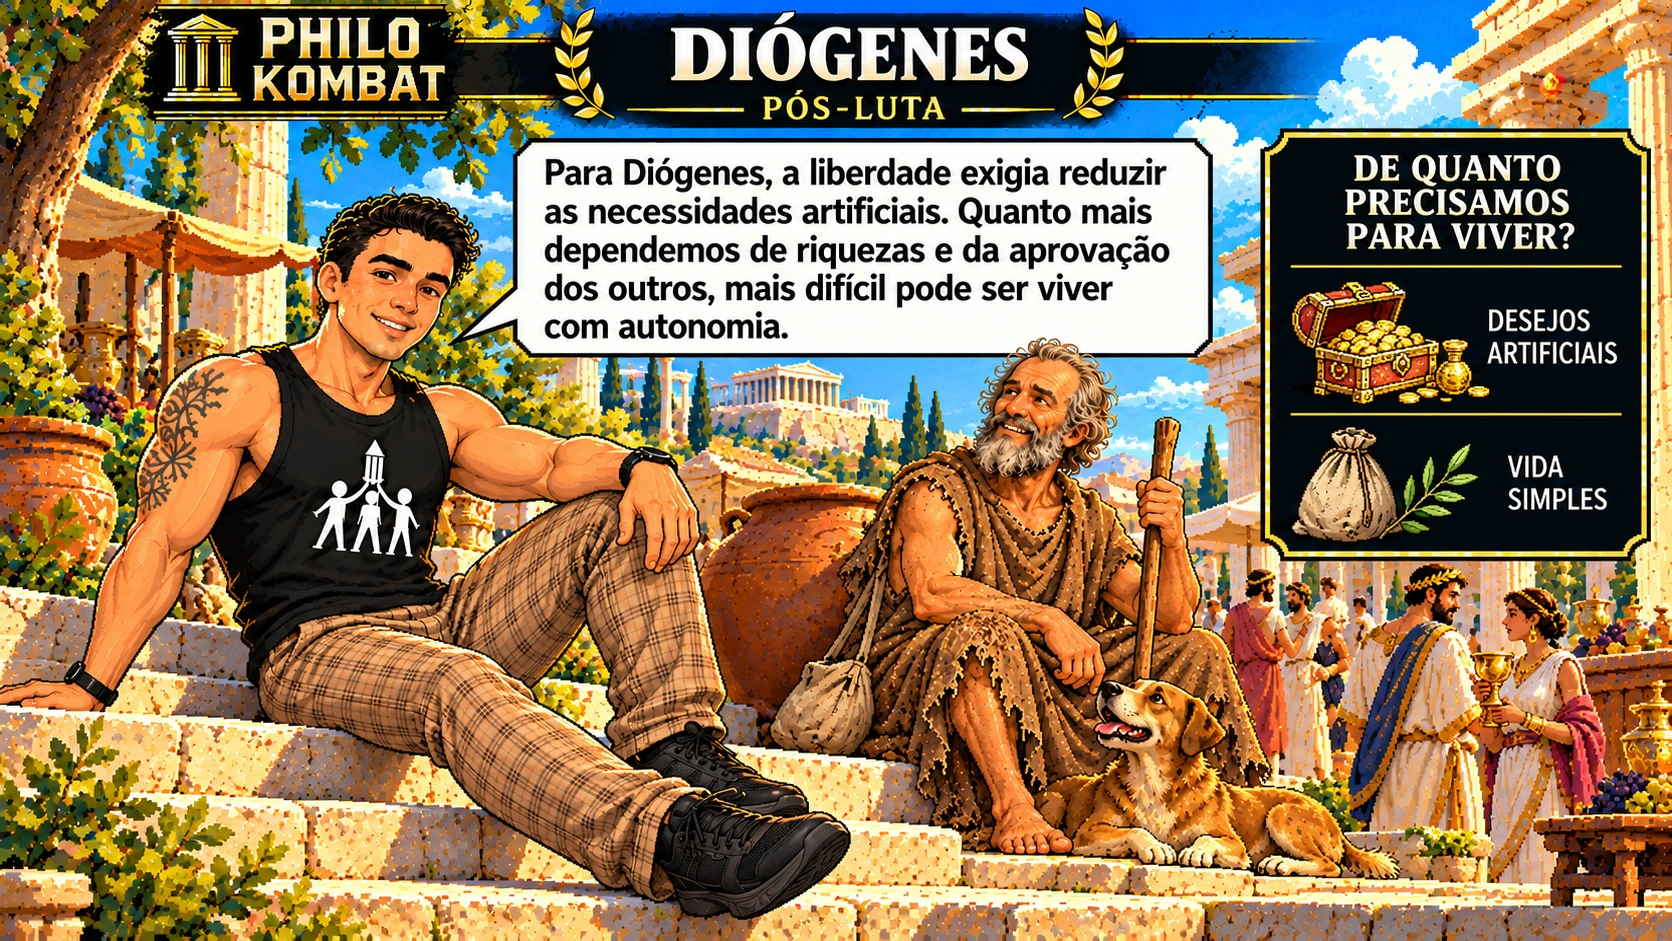 PHILO
KOMBAT
DIÓGENES
PÓS-LUTA
Para Diógenes, a liberdade exigia reduzir
as necessidades artificiais. Quanto mais
dependemos de riquezas e da aprovação
dos outros, mais difícil pode ser viver
com autonomia.
DE QUANTO
PRECISAMOS
PARA VIVER?
DESEJOS
ARTIFICIAIS
VIDA
SIMPLES